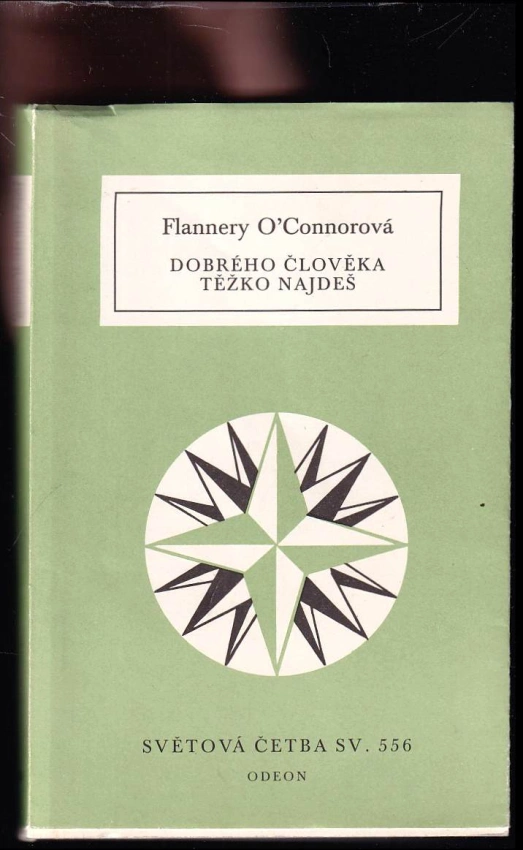 Flannery O'Connorová
DOBRÉHO ČLOVĚKA
TĚŽKO NAJDEŠ
SVĚTOVÁ ČETBA SV. 556
ODEON